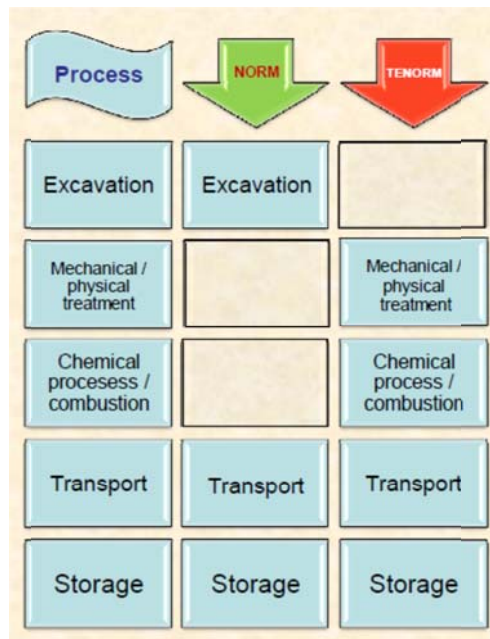 Process
NORM
TENORM
Excavation
Excavation
Mechanical /
physical
treatment
Mechanical /
physical
treatment
Chemical
procesess /
combustion
Chemical
process /
combustion
Transport
Transport
Transport
Storage
Storage
Storage